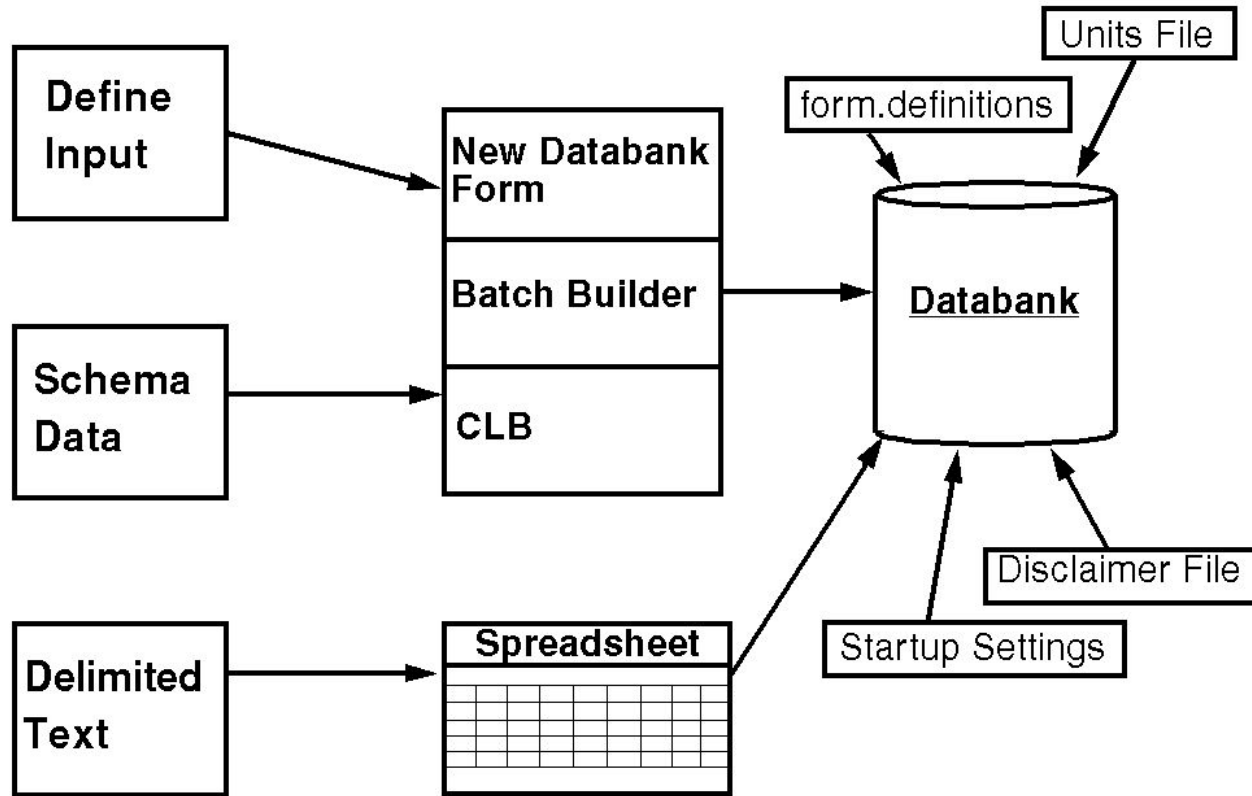 Units File
form.definitions
Define
Input
New Databank
Form
Batch Builder
Databank
Schema
Data
CLB
Disclaimer File
Startup Settings
Spreadsheet
Delimited
Text